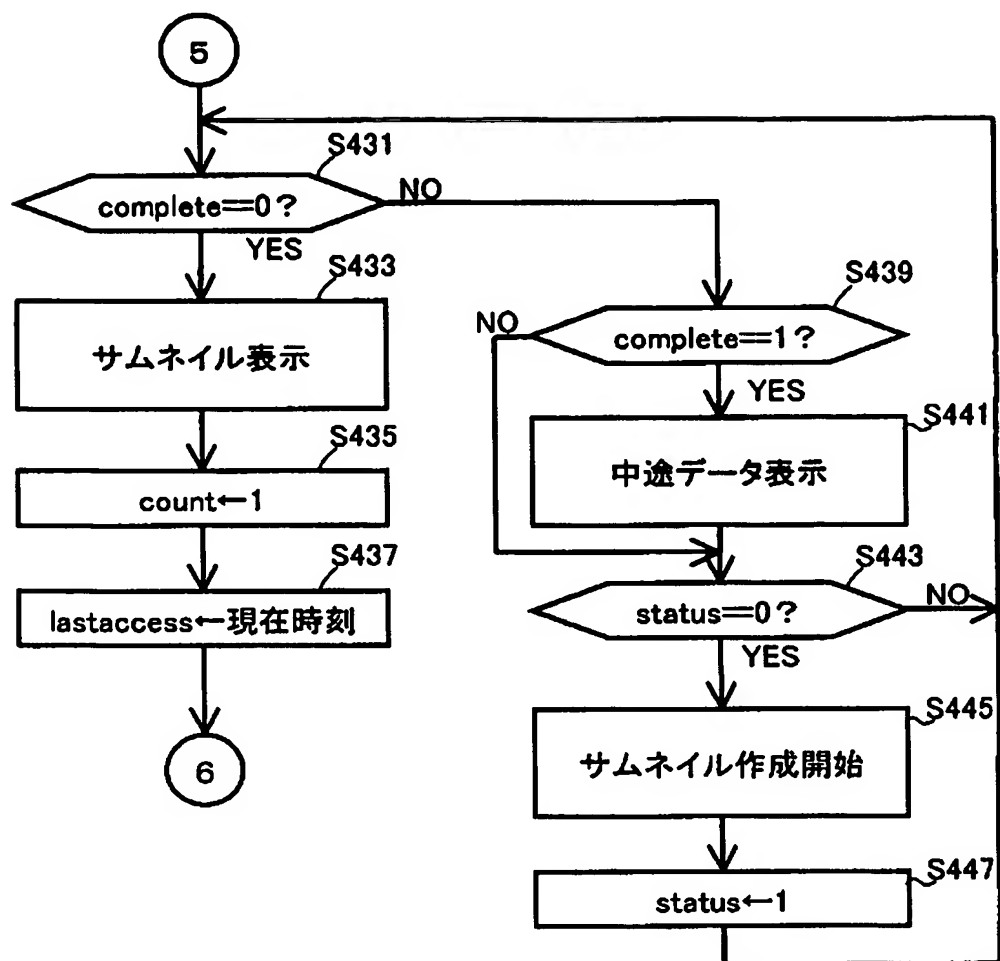 5
S431
complete==0?
NO
YES
S433
サムネイル表示
S435
count←1
S437
lastaccess←現在時刻
6
S439
complete==1?
NO
YES
S441
中途データ表示
S443
status==0?
NO
YES
S445
サムネイル作成開始
S447
status←1